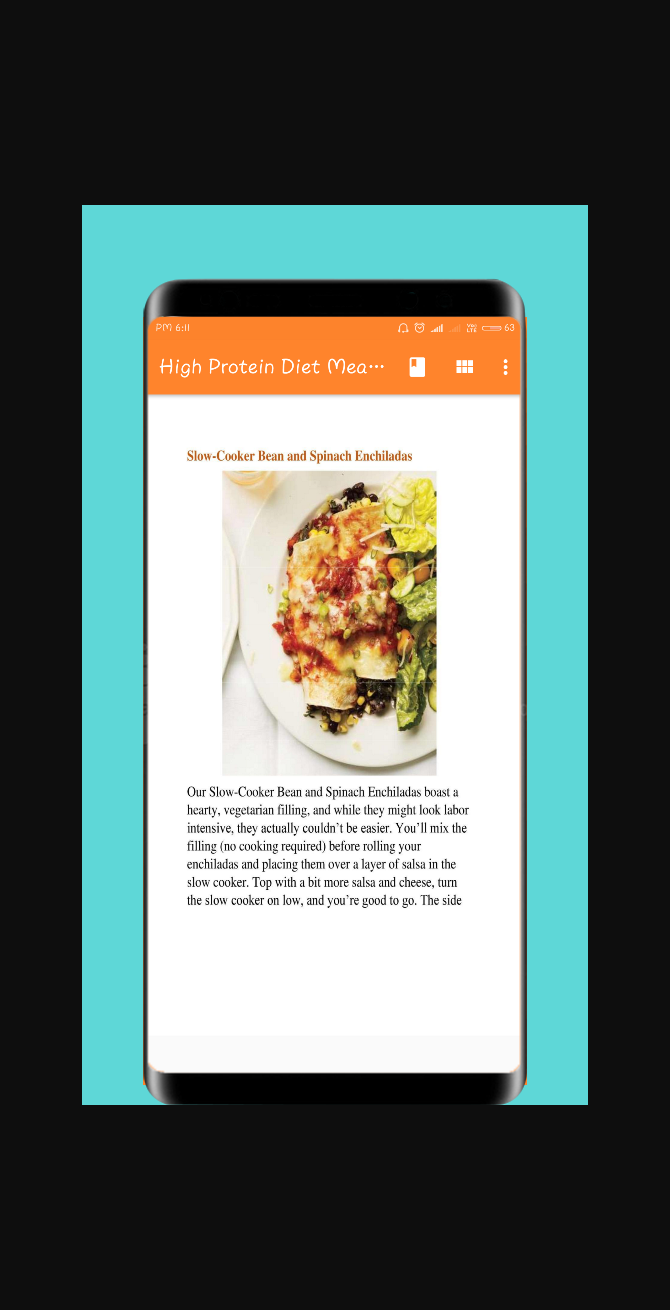 PM 6:11 VoO LTE 63
High Protein Diet Mea...
Slow-Cooker Bean and Spinach Enchiladas
Our Slow-Cooker Bean and Spinach Enchiladas boast a
hearty, vegetarian filling, and while they might look labor
intensive, they actually couldn't be easier. You'll mix the
filling (no cooking required) before rolling your
enchiladas and placing them over a layer of salsa in the
slow cooker. Top with a bit more salsa and cheese, turn
the slow cooker on low, and you're good to go. The side